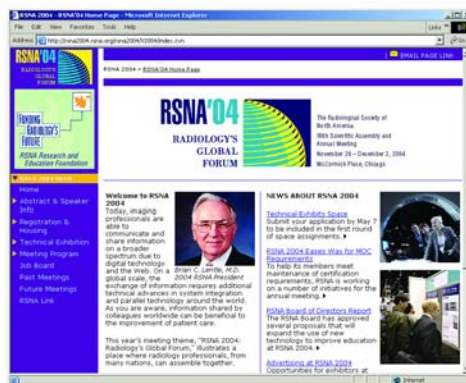 RSNA '04 Home Page - Microsoft Internet Explorer
File Edit View Favorites Tools Help
Links
Address http://rsna2004.rsna.org/rsna2004/V2004/index.cvn
RSNA'04
RADIOLOGY'S
GLOBAL
FORUM
EMAIL PAGE LINK
RSNA 2004 > RSNA'04 Home Page
FUNDING
RADIOLOGY'S
FUTURE
RSNA Research and
Education Foundation
Home
Abstract & Speaker
Info
Registration &
Housing
Technical Exhibition
Meeting Program
Job Board
Past Meetings
Future Meetings
RSNA Link
RSNA'04
RADIOLOGY'S
GLOBAL
FORUM
The Radiological Society of
North America
90th Scientific Assembly and
Annual Meeting
November 28 – December 3, 2004
McCormick Place, Chicago
Welcome to RSNA
2004
Today, imaging
professionals are
able to
communicate and
share information
on a broader
spectrum due to
digital technology
and the Web. On a
global scale, the
exchange of information requires additional
technical advances in system integration
and parallel technology around the world.
As you are aware, information shared by
colleagues worldwide can be beneficial to
the improvement of patient care.
This year's meeting theme, "RSNA 2004:
Radiology's Global Forum," illustrates a
place where radiology professionals, from
many nations, can assemble together.
Brian C. Lentle, M.D.
2004 RSNA President
NEWS ABOUT RSNA 2004
Technical Exhibits Space
Submit your application by May 7
to be included in the first round
of space assignments.
RSNA 2004 Eases Way for MOC
Requirements
To help its members meet
maintenance of certification
requirements, RSNA is working
on a number of initiatives for the
annual meeting.
RSNA Board of Directors Report
The RSNA Board has approved
several proposals that will
expand the use of new
technology to improve education
at RSNA 2004.
Advertising at RSNA 2004
Opportunities for exhibitors at
Internet